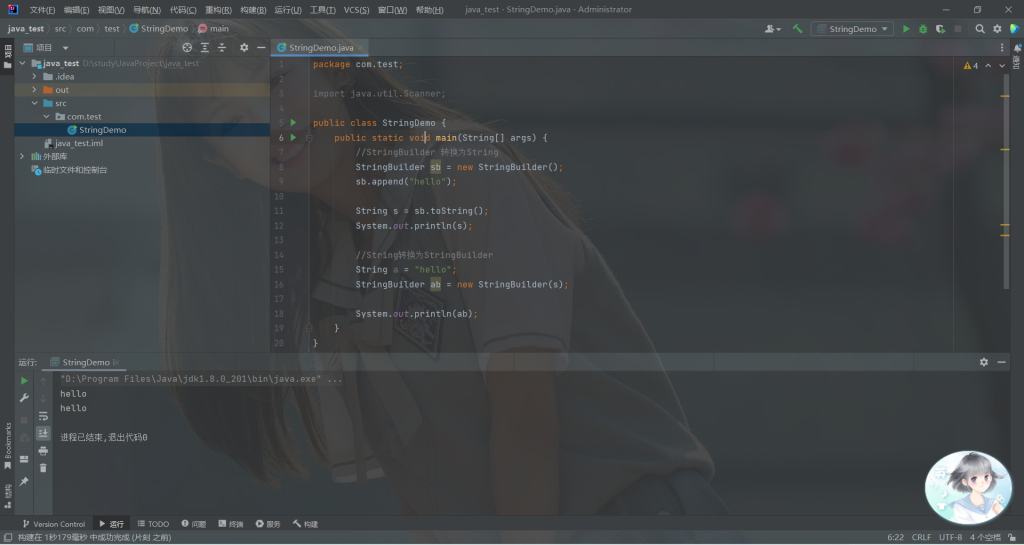 文件(F) 编辑(E) 视图(V) 导航(N) 代码(C) 重构(R) 构建(B) 运行(U) 工具(T) VCS(S) 窗口(W) 帮助(H) java_test - StringDemo.java - Administrator
java_test src com test StringDemo main StringDemo
项目 StringDemo.java
java_test D:\study\JavaProject\java_test
.idea
out
src
com.test
StringDemo
java_test.iml
外部库
临时文件和控制台
4
1 package com.test;
2
3 import java.util.Scanner;
4
5 public class StringDemo {
6 public static void main(String[] args) {
7 //StringBuilder 转换为String
8 StringBuilder sb = new StringBuilder();
9 sb.append("hello");
10
11 String s = sb.toString();
12 System.out.println(s);
13
14 //String转换为StringBuilder
15 String a = "hello";
16 StringBuilder ab = new StringBuilder(s);
17
18 System.out.println(ab);
19 }
20 }
运行: StringDemo
"D:\Program Files\Java\jdk1.8.0_201\bin\java.exe" ...
hello
hello
进程已结束,退出代码0
Bookmarks
结构
Version Control 运行 TODO 问题 终端 服务 构建
构建在 1秒179毫秒 中成功完成 (片刻 之前) 6:22 CRLF UTF-8 4 个空格